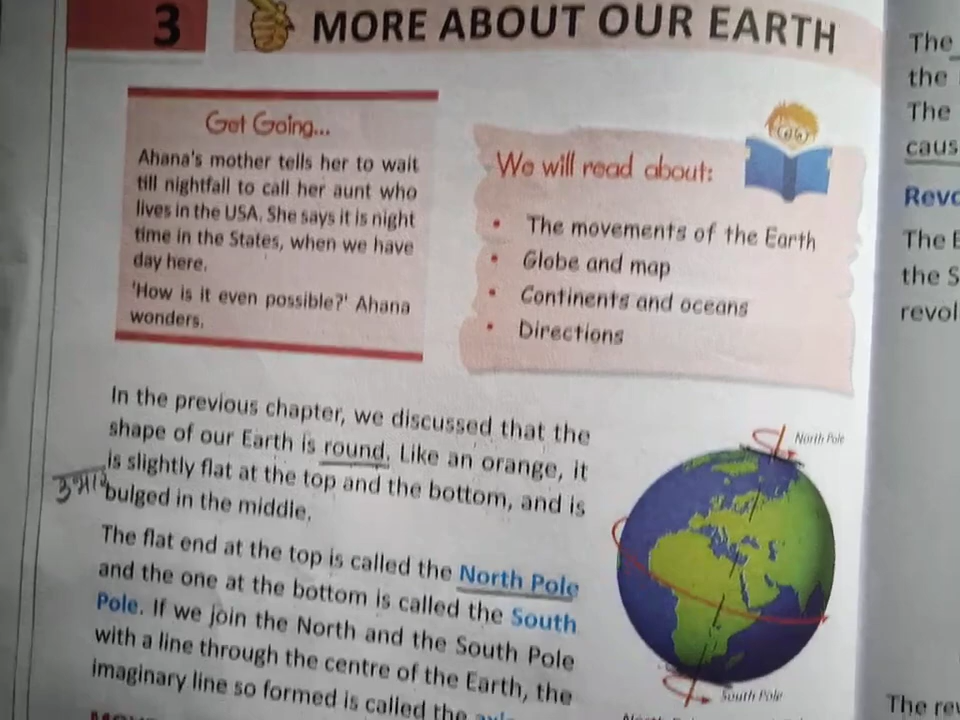 3
MORE ABOUT OUR EARTH
Get Going...
Ahana's mother tells her to wait
till nightfall to call her aunt who
lives in the USA. She says it is night
time in the States, when we have
day here.
'How is it even possible?' Ahana
wonders.
We will read about:
• The movements of the Earth
• Globe and map
• Continents and oceans
• Directions
In the previous chapter, we discussed that the
shape of our Earth is round. Like an orange, it
is slightly flat at the top and the bottom, and is
bulged in the middle.
The flat end at the top is called the North Pole
and the one at the bottom is called the South
Pole. If we join the North and the South Pole
with a line through the centre of the Earth, the
imaginary line so formed is called the
North Pole
South Pole
The
the
The
caus
Revo
The E
the S
revol
The rev